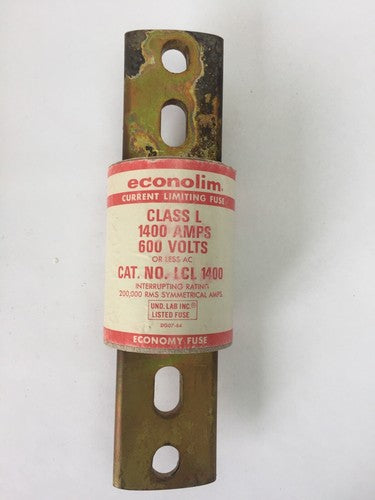 econolim
CURRENT LIMITING FUSE
CLASS L
1400 AMPS
600 VOLTS
OR LESS AC
CAT. NO. LCL 1400
INTERRUPTING RATING
200,000 RMS SYMMETRICAL AMPS.
UND. LAB INC.®
LISTED FUSE
ECONOMY FUSE